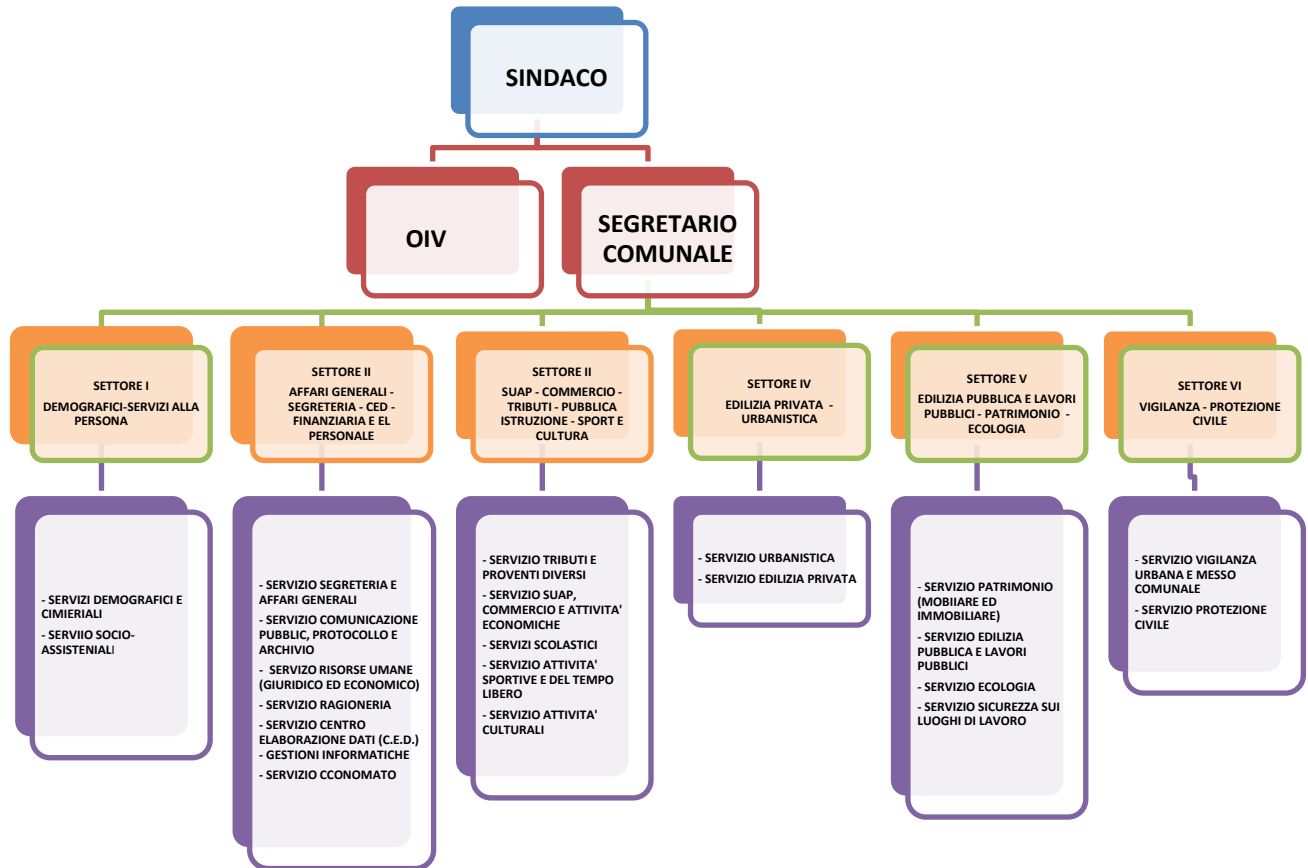 SINDACO
OIV
SEGRETARIO
COMUNALE
SETTORE I
DEMOGRAFICI-SERVIZI ALLA
PERSONA
SETTORE II
AFFARI GENERALI -
SEGRETERIA - CED -
FINANZIARIA E EL
PERSONALE
SETTORE II
SUAP - COMMERCIO -
TRIBUTI - PUBBLICA
ISTRUZIONE - SPORT E
CULTURA
SETTORE IV
EDILIZIA PRIVATA -
URBANISTICA
SETTORE V
EDILIZIA PUBBLICA E LAVORI
PUBBLICI - PATRIMONIO -
ECOLOGIA
SETTORE VI
VIGILANZA - PROTEZIONE
CIVILE
- SERVIZI DEMOGRAFICI E
CIMIERIALI
- SERVIIO SOCIO-
ASSISTENIALI
- SERVIZIO SEGRETERIA E
AFFARI GENERALI
- SERVIZIO COMUNICAZIONE
PUBBLIC, PROTOCOLLO E
ARCHIVIO
- SERVIZO RISORSE UMANE
(GIURIDICO ED ECONOMICO)
- SERVIZIO RAGIONERIA
- SERVIZIO CENTRO
ELABORAZIONE DATI (C.E.D.)
- GESTIONI INFORMATICHE
- SERVIZIO CCONOMATO
- SERVIZIO TRIBUTI E
PROVENTI DIVERSI
- SERVIZIO SUAP,
COMMERCIO E ATTIVITA'
ECONOMICHE
- SERVIZI SCOLASTICI
- SERVIZIO ATTIVITA'
SPORTIVE E DEL TEMPO
LIBERO
- SERVIZIO ATTIVITA'
CULTURALI
- SERVIZIO URBANISTICA
- SERVIZIO EDILIZIA PRIVATA
- SERVIZIO PATRIMONIO
(MOBIIARE ED
IMMOBILIARE)
- SERVIZIO EDILIZIA
PUBBLICA E LAVORI
PUBBLICI
- SERVIZIO ECOLOGIA
- SERVIZIO SICUREZZA SUI
LUOGHI DI LAVORO
- SERVIZIO VIGILANZA
URBANA E MESSO
COMUNALE
- SERVIZIO PROTEZIONE
CIVILE